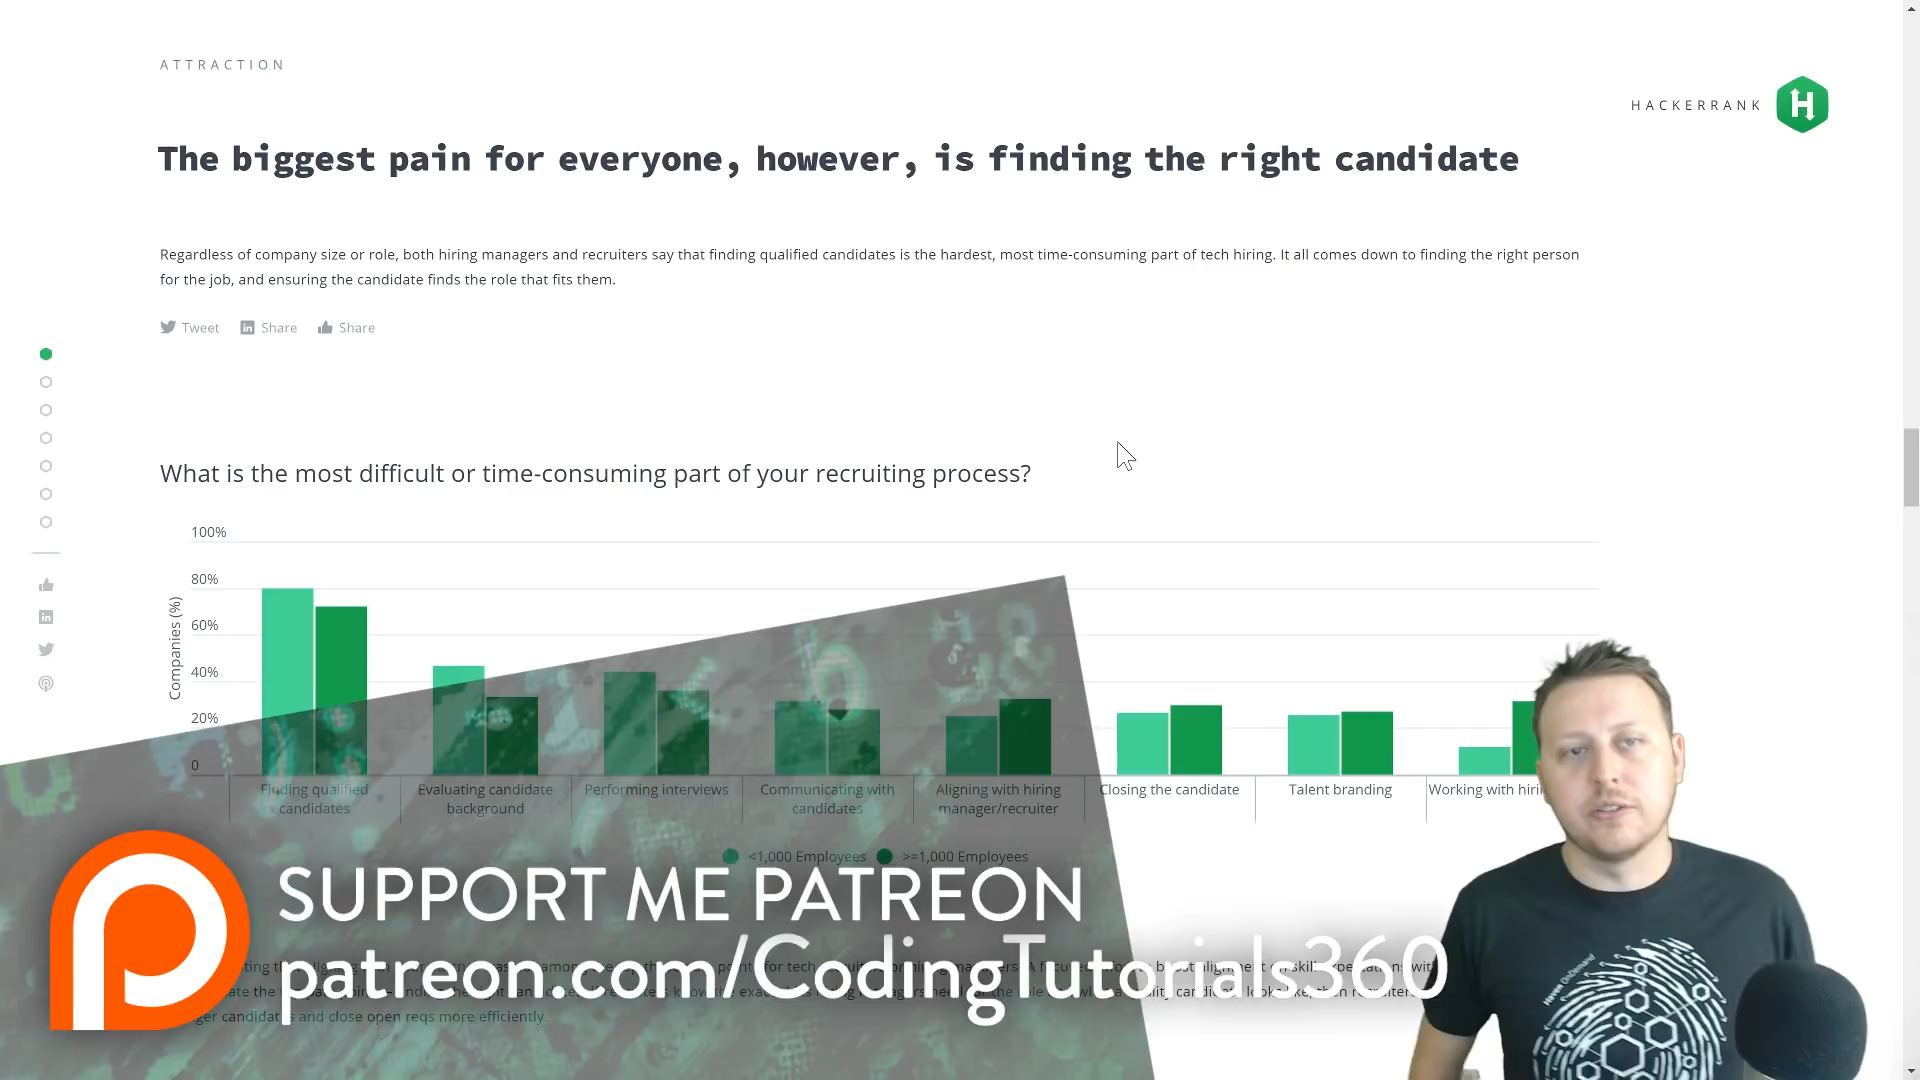 ATTRACTION
HACKERRANK
The biggest pain for everyone, however, is finding the right candidate
Regardless of company size or role, both hiring managers and recruiters say that finding qualified candidates is the hardest, most time-consuming part of tech hiring. It all comes down to finding the right person
for the job, and ensuring the candidate finds the role that fits them.
Tweet Share Share
What is the most difficult or time-consuming part of your recruiting process?
100%
80%
60%
40%
20%
0
Companies (%)
Finding qualified candidates
Evaluating candidate background
Performing interviews
Communicating with candidates
Aligning with hiring manager/recruiter
Closing the candidate
Talent branding
Working with
<1,000 Employees >=1,000 Employees
SUPPORT ME PATREON
patreon.com/CodingTutorials360
and close open reqs more efficiently
Haven OnDemand